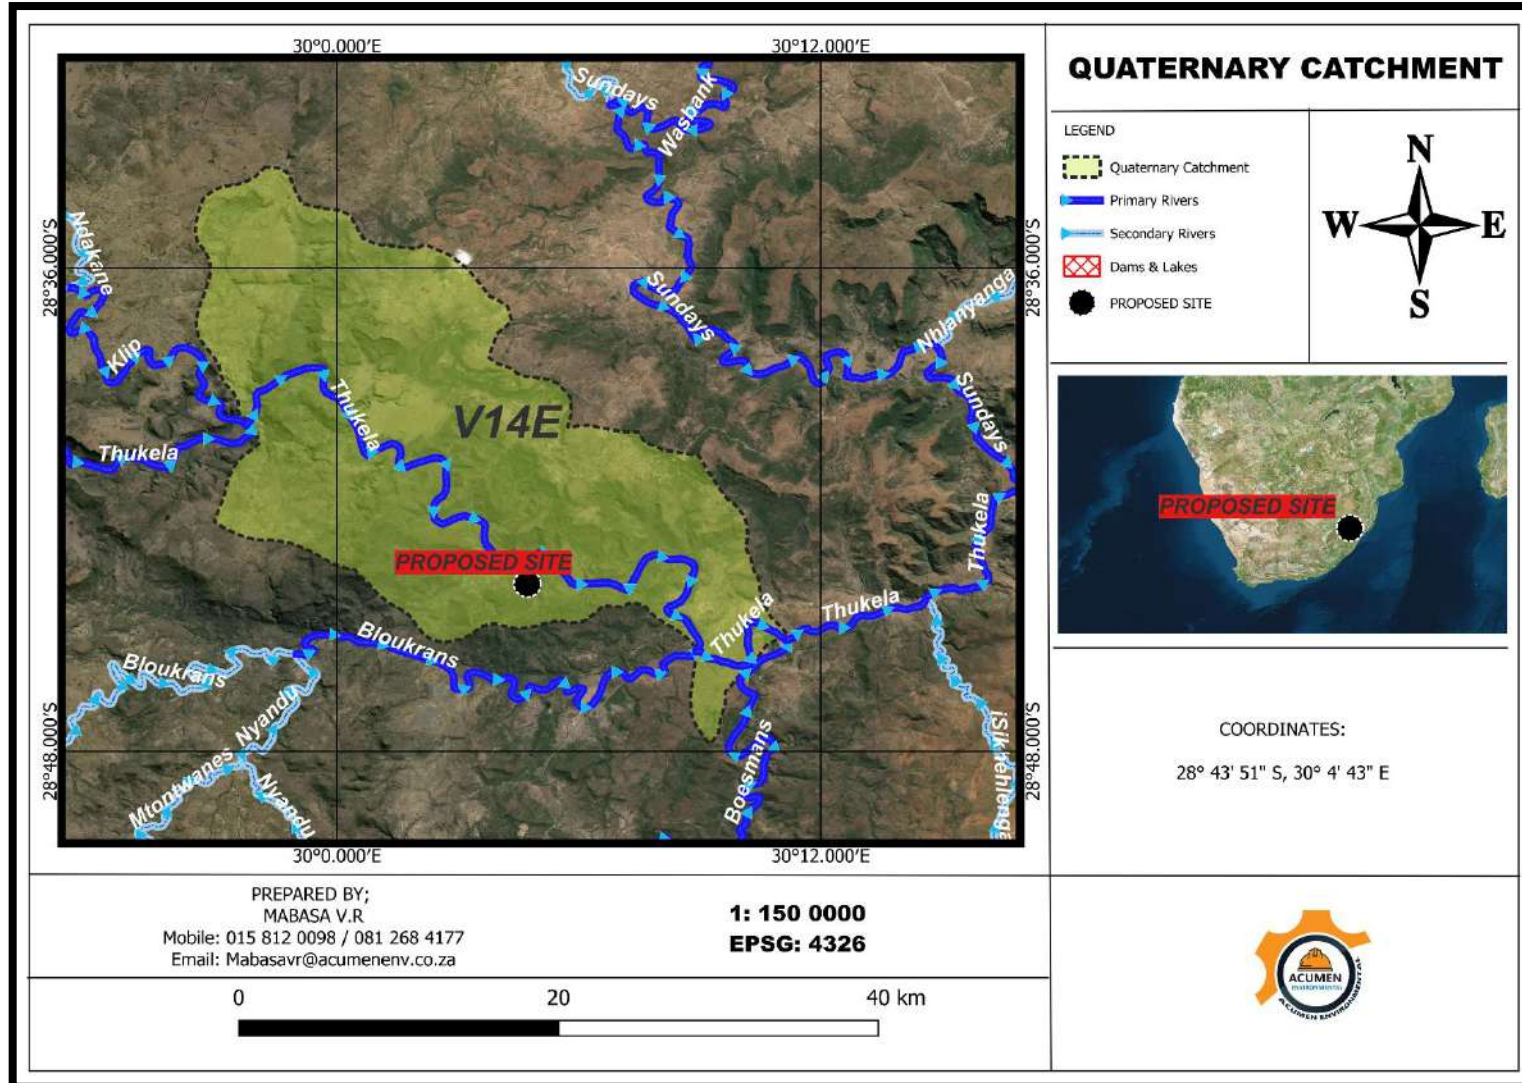 QUATERNARY CATCHMENT
LEGEND
Quaternary Catchment
Primary Rivers
Secondary Rivers
Dams & Lakes
PROPOSED SITE
N
W
E
S
30°0.000'E
30°12.000'E
28°36.000'S
28°36.000'S
28°48.000'S
28°48.000'S
30°0.000'E
30°12.000'E
Sundays
Wasbank
Ndakane
Klip
Sundays
Nhlanyanga
Thukela
Thukela
V14E
Sundays
Thukela
PROPOSED SITE
Thukela
Thukela
Bloukrans
Bloukrans
Nyandu
Mtontwanes
Nyandu
Boesmans
PROPOSED SITE
COORDINATES:
28° 43' 51" S, 30° 4' 43" E
PREPARED BY;
MABASA V.R
Mobile: 015 812 0098 / 081 268 4177
Email: Mabasavr@acumenenv.co.za
1: 150 0000
EPSG: 4326
0
20
40 km
ACUMEN
ENVIRONMENTAL
ACUMEN ENVIRONMENTAL